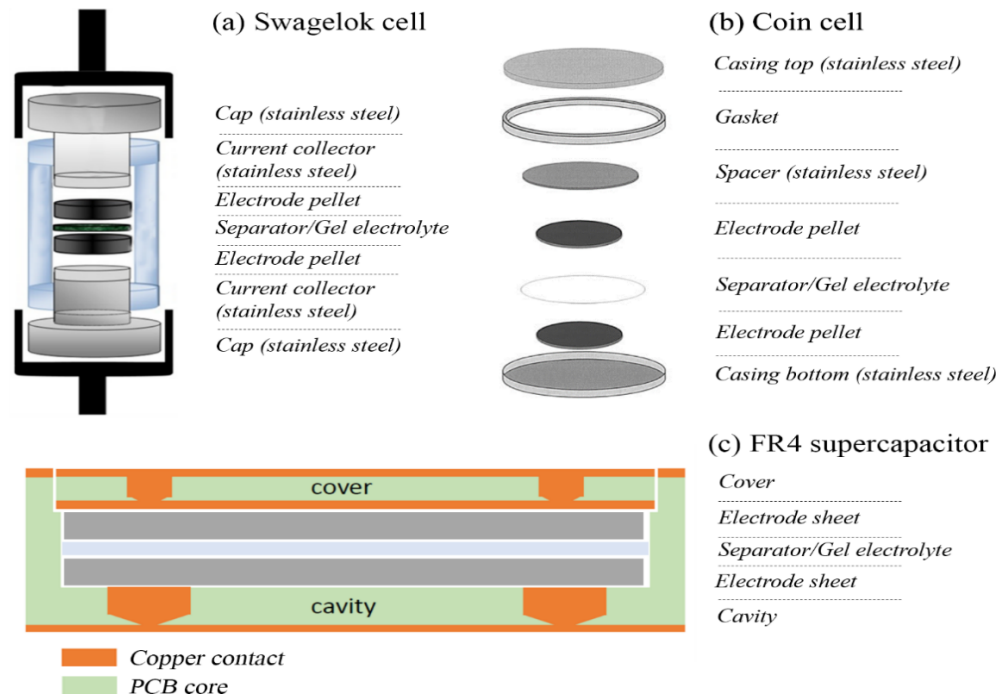 (a) Swagelok cell
Cap (stainless steel)
Current collector
(stainless steel)
Electrode pellet
Separator/Gel electrolyte
Electrode pellet
Current collector
(stainless steel)
Cap (stainless steel)
(b) Coin cell
Casing top (stainless steel)
Gasket
Spacer (stainless steel)
Electrode pellet
Separator/Gel electrolyte
Electrode pellet
Casing bottom (stainless steel)
(c) FR4 supercapacitor
cover
cavity
Cover
Electrode sheet
Separator/Gel electrolyte
Electrode sheet
Cavity
Copper contact
PCB core